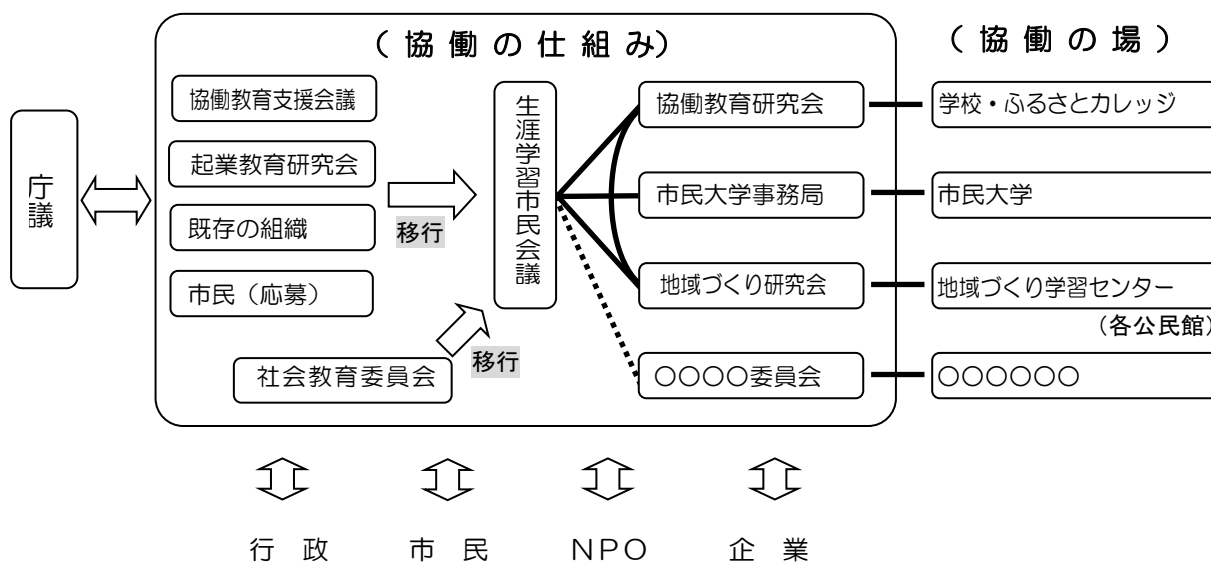 （協働の仕組み）
（協働の場）
庁議
協働教育支援会議
起業教育研究会
既存の組織
市民（応募）
移行
社会教育委員会
移行
生涯学習市民会議
協働教育研究会
市民大学事務局
地域づくり研究会
〇〇〇〇委員会
学校・ふるさとカレッジ
市民大学
地域づくり学習センター
（各公民館）
〇〇〇〇〇〇
行政
市民
NPO
企業